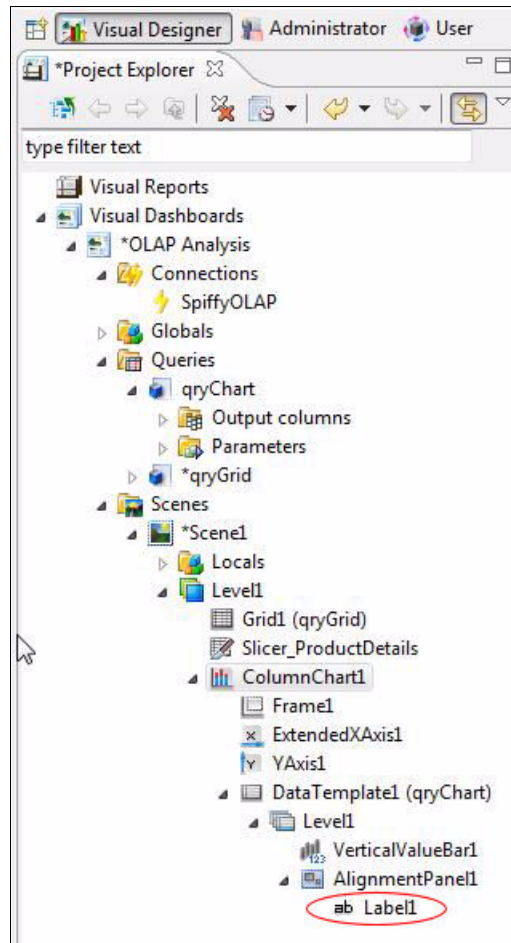 Visual Designer Administrator User
*Project Explorer
type filter text
Visual Reports
Visual Dashboards
*OLAP Analysis
Connections
SpiffyOLAP
Globals
Queries
qryChart
Output columns
Parameters
*qryGrid
Scenes
*Scene1
Locals
Level1
Grid1 (qryGrid)
Slicer_ProductDetails
ColumnChart1
Frame1
ExtendedXAxis1
YAxis1
DataTemplate1 (qryChart)
Level1
123 VerticalValueBar1
AlignmentPanel1
ab Label1